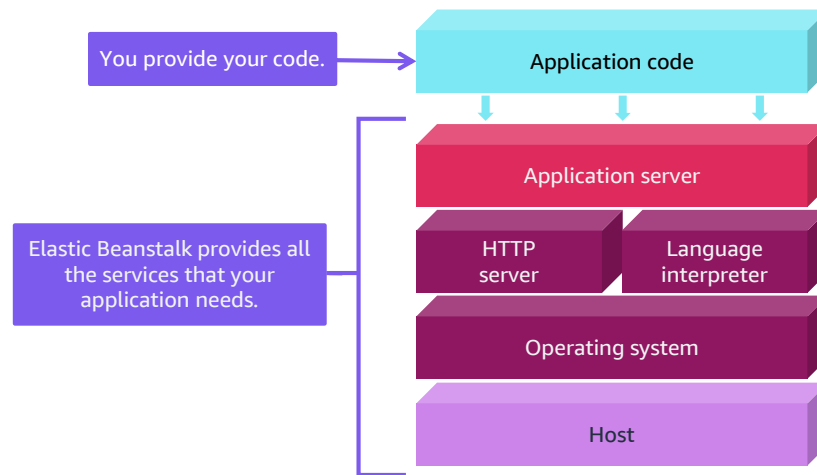 You provide your code.
Application code
Application server
Elastic Beanstalk provides all
the services that your
application needs.
HTTP
server
Language
interpreter
Operating system
Host